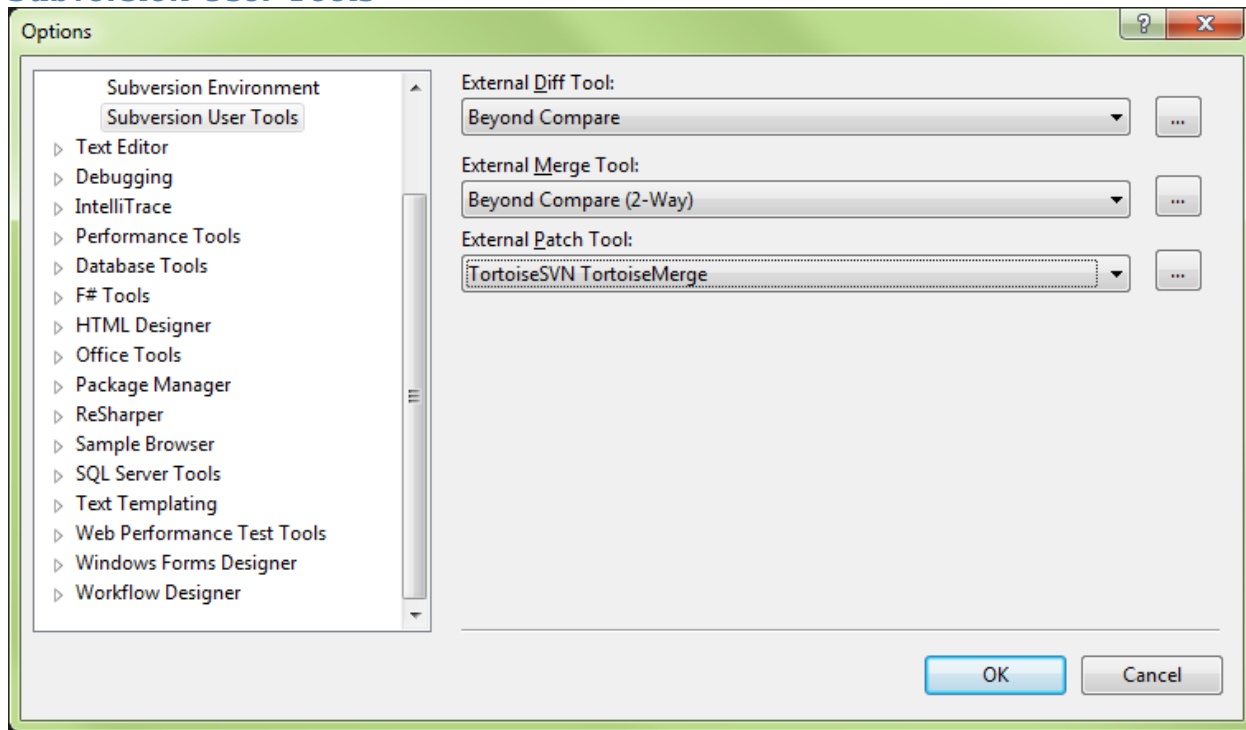 Subversion User Tools
Options
Subversion Environment
Subversion User Tools
Text Editor
Debugging
IntelliTrace
Performance Tools
Database Tools
F# Tools
HTML Designer
Office Tools
Package Manager
ReSharper
Sample Browser
SQL Server Tools
Text Templating
Web Performance Test Tools
Windows Forms Designer
Workflow Designer
External Diff Tool:
Beyond Compare
...
External Merge Tool:
Beyond Compare (2-Way)
...
External Patch Tool:
TortoiseSVN TortoiseMerge
...
OK
Cancel